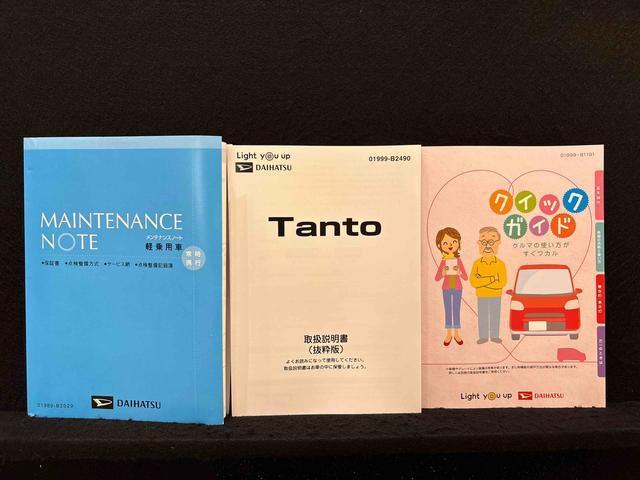 MAINTENANCE
NOTE
メンテナンスノート
軽乗用車
常時
携行
●保証書 ●点検整備方式 ●サービス網 ●点検整備記録簿
01989-B2029
DAIHATSU
Light you up
DAIHATSU
01999-B2490
Tanto
取扱説明書
(抜粋版)
よくお読みになって使用してください。
取扱説明書はお車の中に保管しましょう。
01999-B1191
クイック
ガイド
クルマの使い方が
すぐつカル
Light you up
DAIHATSU